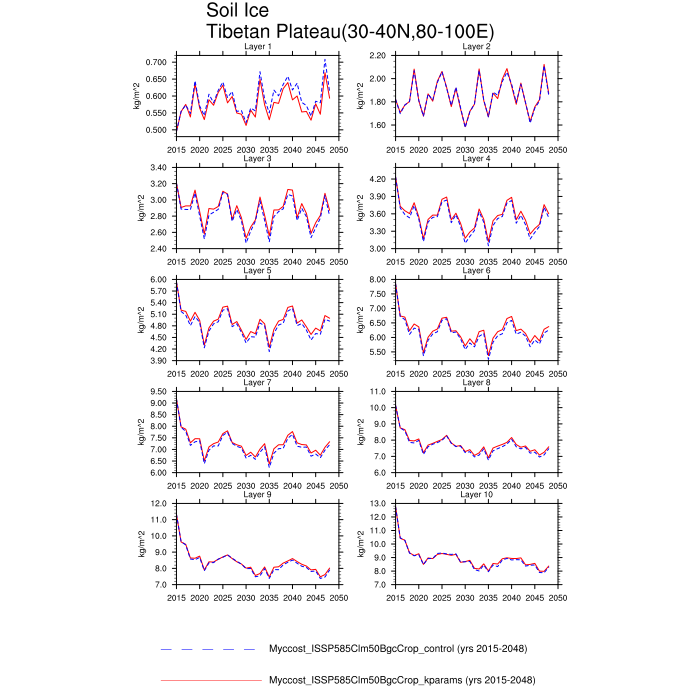 Soil Ice
Tibetan Plateau(30-40N,80-100E)
Layer 1
kg/m^2
0.700
0.650
0.600
0.550
0.500
2015 2020 2025 2030 2035 2040 2045 2050
Layer 2
kg/m^2
2.20
2.00
1.80
1.60
2015 2020 2025 2030 2035 2040 2045 2050
Layer 3
kg/m^2
3.40
3.20
3.00
2.80
2.60
2.40
2015 2020 2025 2030 2035 2040 2045 2050
Layer 4
kg/m^2
4.20
3.90
3.60
3.30
3.00
2015 2020 2025 2030 2035 2040 2045 2050
Layer 5
kg/m^2
6.00
5.70
5.40
5.10
4.80
4.50
4.20
3.90
2015 2020 2025 2030 2035 2040 2045 2050
Layer 6
kg/m^2
8.00
7.50
7.00
6.50
6.00
5.50
2015 2020 2025 2030 2035 2040 2045 2050
Layer 7
kg/m^2
9.50
9.00
8.50
8.00
7.50
7.00
6.50
6.00
2015 2020 2025 2030 2035 2040 2045 2050
Layer 8
kg/m^2
11.0
10.0
9.0
8.0
7.0
6.0
2015 2020 2025 2030 2035 2040 2045 2050
Layer 9
kg/m^2
12.0
11.0
10.0
9.0
8.0
7.0
2015 2020 2025 2030 2035 2040 2045 2050
Layer 10
kg/m^2
13.0
12.0
11.0
10.0
9.0
8.0
7.0
2015 2020 2025 2030 2035 2040 2045 2050
Myccost_ISSP585Clm50BgcCrop_control (yrs 2015-2048)
Myccost_ISSP585Clm50BgcCrop_kparams (yrs 2015-2048)